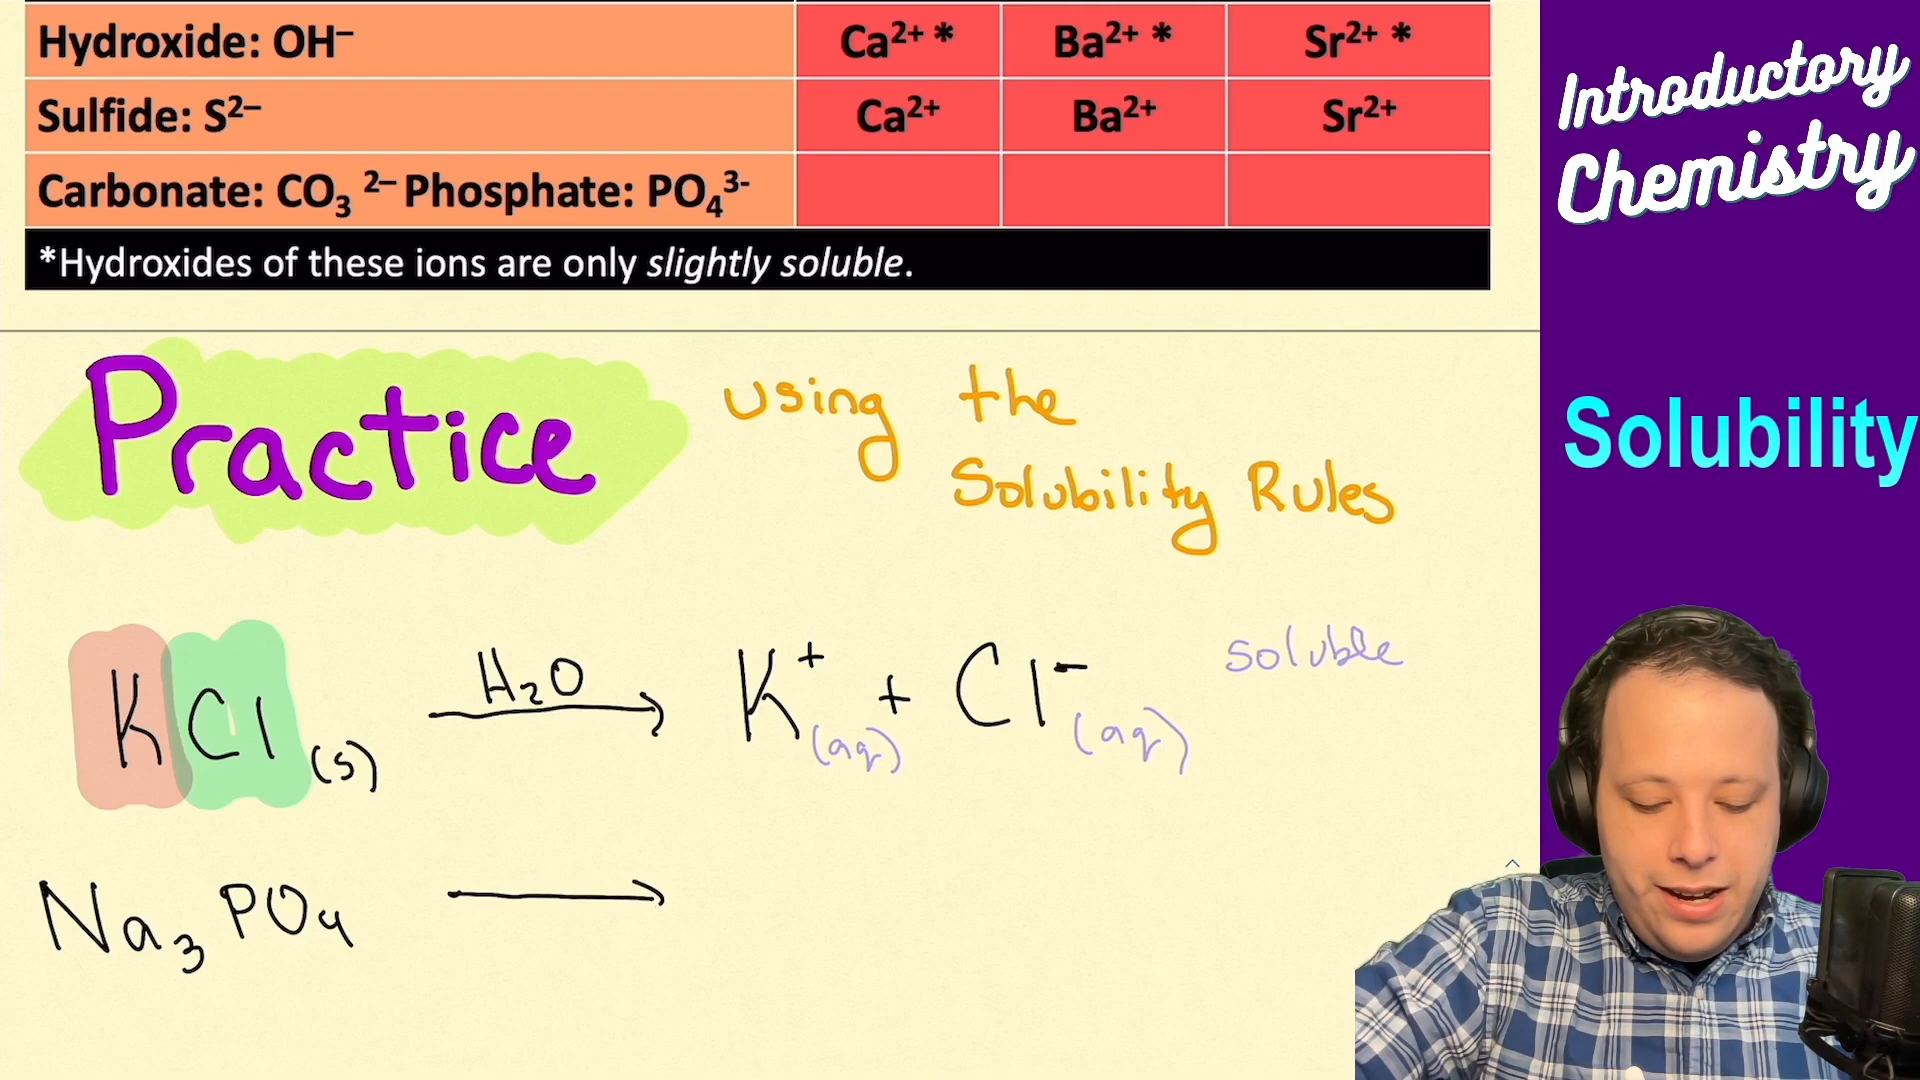 Hydroxide: OH⁻ Ca²⁺ * Ba²⁺ * Sr²⁺ *
Sulfide: S²⁻ Ca²⁺ Ba²⁺ Sr²⁺
Carbonate: CO₃ ²⁻ Phosphate: PO₄³⁻
*Hydroxides of these ions are only slightly soluble.
Practice using the
Solubility Rules
KCl (s) H₂O → K⁺ (aq) + Cl⁻ (aq) soluble
Na₃PO₄ →
Introductory
Chemistry
Solubility